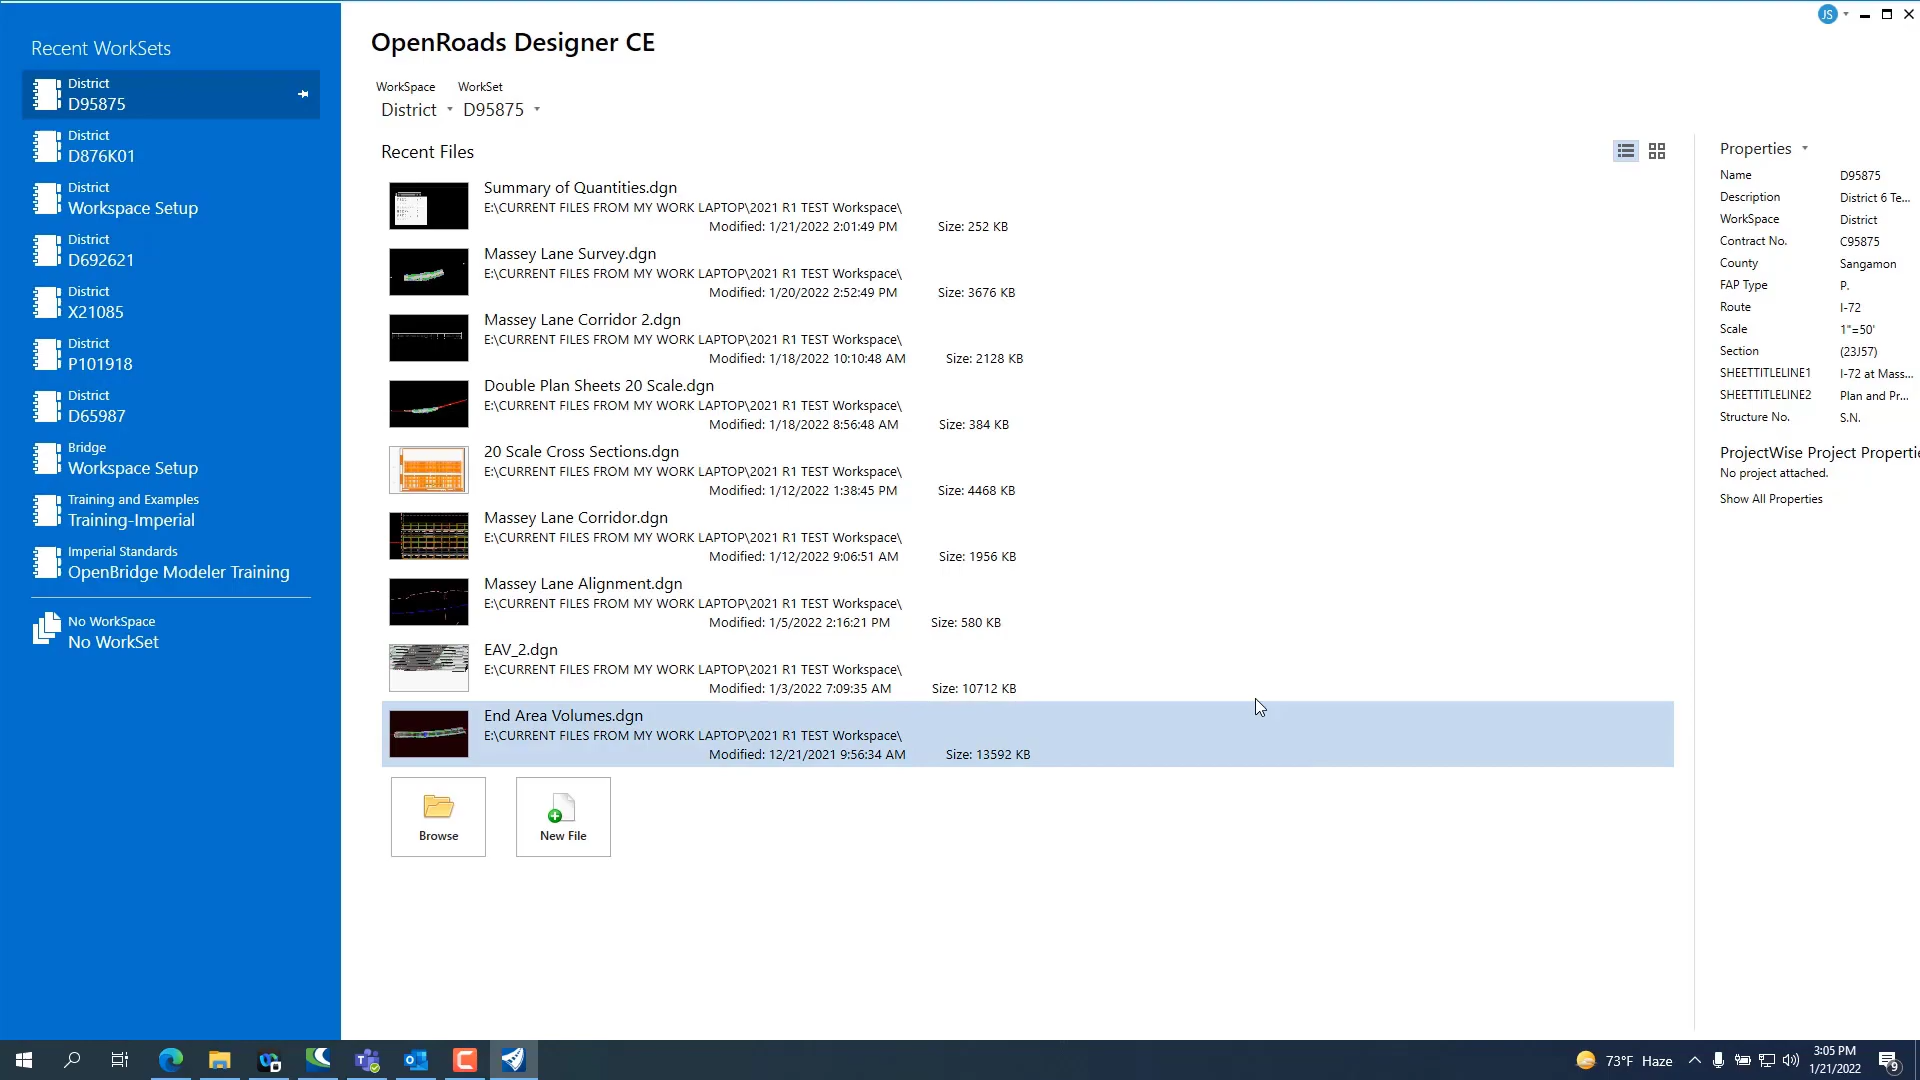 JS
OpenRoads Designer CE
Recent WorkSets
District
D95875
District
D876K01
District
Workspace Setup
District
D692621
District
X21085
District
P101918
District
D65987
Bridge
Workspace Setup
Training and Examples
Training-Imperial
Imperial Standards
OpenBridge Modeler Training
No WorkSpace
No WorkSet
WorkSpace WorkSet
District D95875
Recent Files
Summary of Quantities.dgn
E:\CURRENT FILES FROM MY WORK LAPTOP\2021 R1 TEST Workspace\
Modified: 1/21/2022 2:01:49 PM Size: 252 KB
Massey Lane Survey.dgn
E:\CURRENT FILES FROM MY WORK LAPTOP\2021 R1 TEST Workspace\
Modified: 1/20/2022 2:52:49 PM Size: 3676 KB
Massey Lane Corridor 2.dgn
E:\CURRENT FILES FROM MY WORK LAPTOP\2021 R1 TEST Workspace\
Modified: 1/18/2022 10:10:48 AM Size: 2128 KB
Double Plan Sheets 20 Scale.dgn
E:\CURRENT FILES FROM MY WORK LAPTOP\2021 R1 TEST Workspace\
Modified: 1/18/2022 8:56:48 AM Size: 384 KB
20 Scale Cross Sections.dgn
E:\CURRENT FILES FROM MY WORK LAPTOP\2021 R1 TEST Workspace\
Modified: 1/12/2022 1:38:45 PM Size: 4468 KB
Massey Lane Corridor.dgn
E:\CURRENT FILES FROM MY WORK LAPTOP\2021 R1 TEST Workspace\
Modified: 1/12/2022 9:06:51 AM Size: 1956 KB
Massey Lane Alignment.dgn
E:\CURRENT FILES FROM MY WORK LAPTOP\2021 R1 TEST Workspace\
Modified: 1/5/2022 2:16:21 PM Size: 580 KB
EAV_2.dgn
E:\CURRENT FILES FROM MY WORK LAPTOP\2021 R1 TEST Workspace\
Modified: 1/3/2022 7:09:35 AM Size: 10712 KB
End Area Volumes.dgn
E:\CURRENT FILES FROM MY WORK LAPTOP\2021 R1 TEST Workspace\
Modified: 12/21/2021 9:56:34 AM Size: 13592 KB
Browse New File
Properties
Name D95875
Description District 6 Te...
WorkSpace District
Contract No. C95875
County Sangamon
FAP Type P.
Route I-72
Scale 1"=50'
Section (23J57)
SHEETTITLELINE1 I-72 at Mass...
SHEETTITLELINE2 Plan and Pr...
Structure No. S.N.
ProjectWise Project Properti
No project attached.
Show All Properties
73°F Haze
3:05 PM
1/21/2022
9